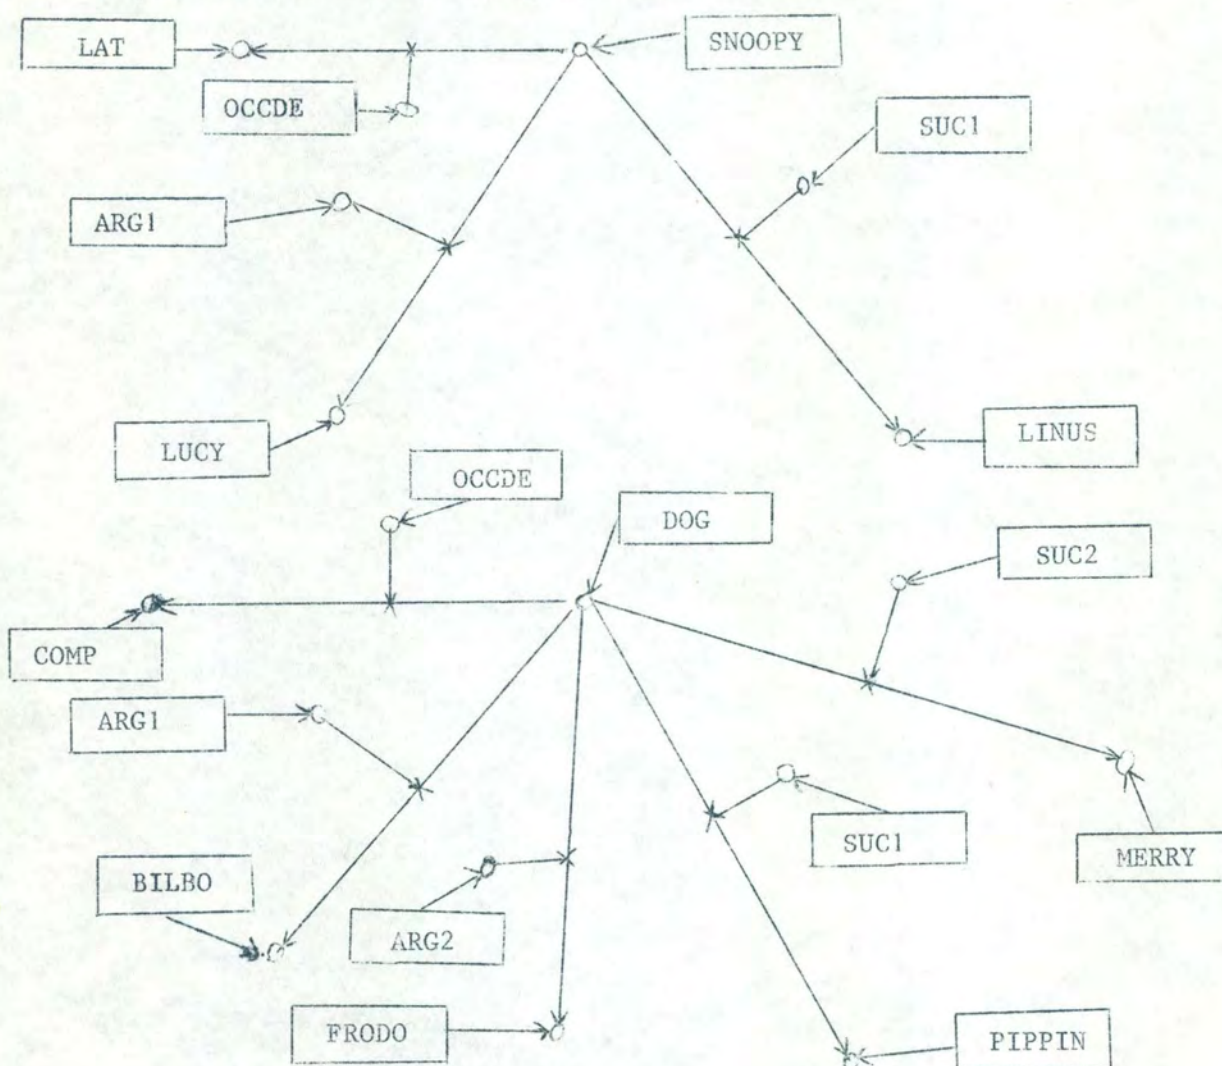 LAT
SNOOPY
OCCDE
SUC1
ARG1
LUCY
LINUS
OCCDE
DOG
SUC2
COMP
ARG1
SUC1
MERRY
BILBO
ARG2
FRODO
PIPPIN